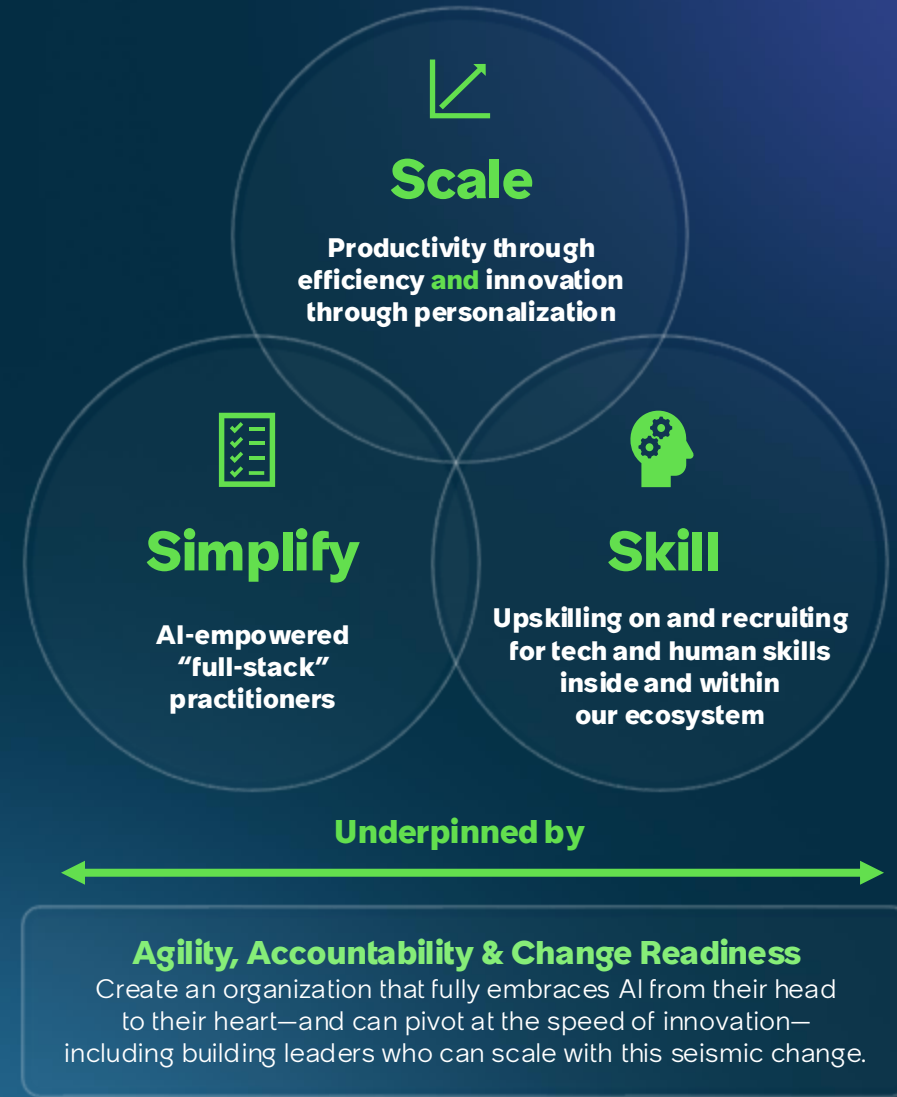 Scale
Productivity through
efficiency and innovation
through personalization
Simplify
AI-empowered
“full-stack”
practitioners
Skill
Upskilling on and recruiting
for tech and human skills
inside and within
our ecosystem
Underpinned by
Agility, Accountability & Change Readiness
Create an organization that fully embraces AI from their head
to their heart—and can pivot at the speed of innovation—
including building leaders who can scale with this seismic change.